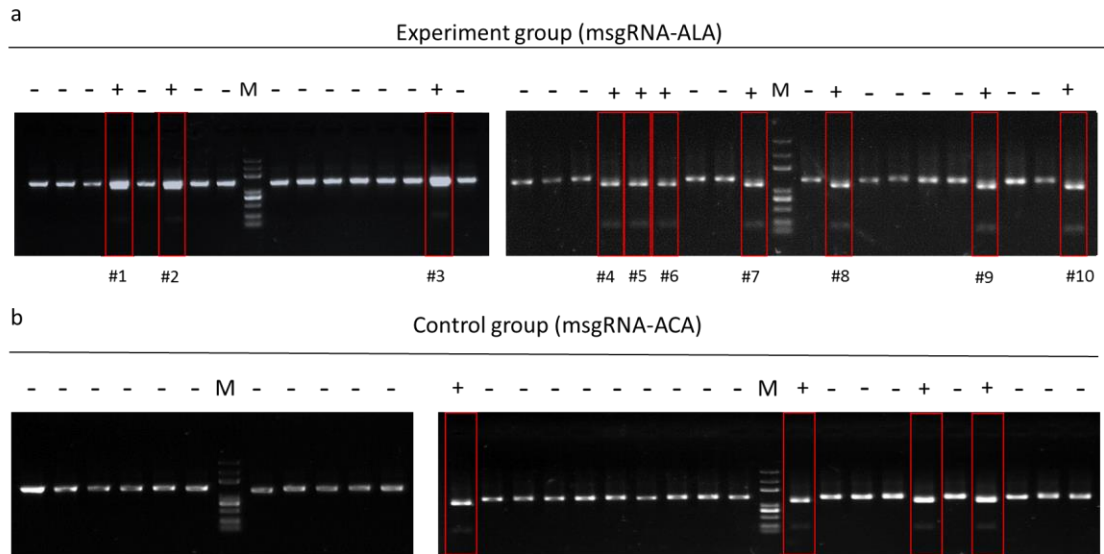 a
Experiment group (msgRNA-ALA)
- - - + - + - - M - - - - - - + - - - - + + + - - + M - + - - - - + - - +
#1 #2 #3 #4 #5 #6 #7 #8 #9 #10
b
Control group (msgRNA-ACA)
- - - - - - M - - - - - + - - - - - - - - - M + - - - + - + - - -